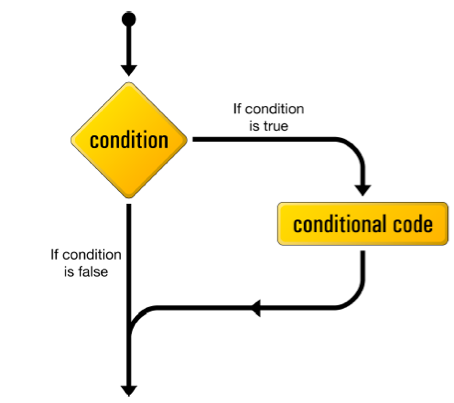 If condition
is true
condition
conditional code
If condition
is false